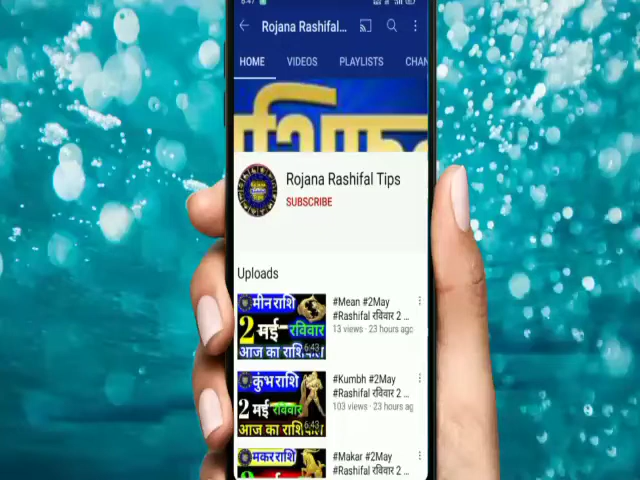 Rojana Rashifal...
HOME VIDEOS PLAYLISTS CHAN
Rojana Rashifal Tips
SUBSCRIBE
Uploads
मीन राशि
2 मई रविवार
आज का राशिफल
6:43
#Mean #2May
#Rashifal रविवार 2 ...
13 views · 23 hours ago
कुंभ राशि
2 मई रविवार
आज का राशिफल
6:43
#Kumbh #2May
#Rashifal रविवार 2 ...
103 views · 23 hours ag
मकर राशि
#Makar #2May
#Rashifal रविवार 2 ...